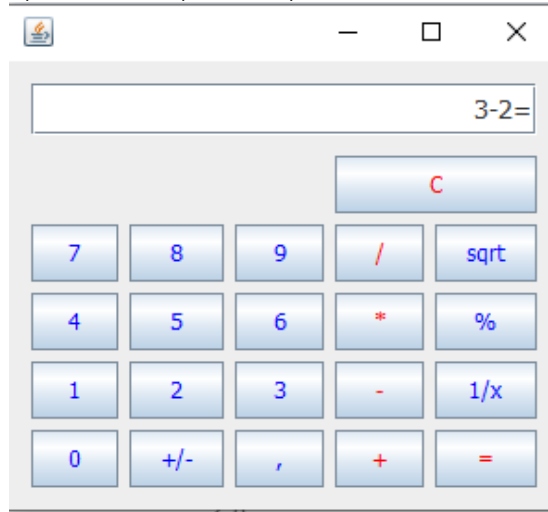 3-2=
C
7 8 9 / sqrt
4 5 6 * %
1 2 3 - 1/x
0 +/- , + =